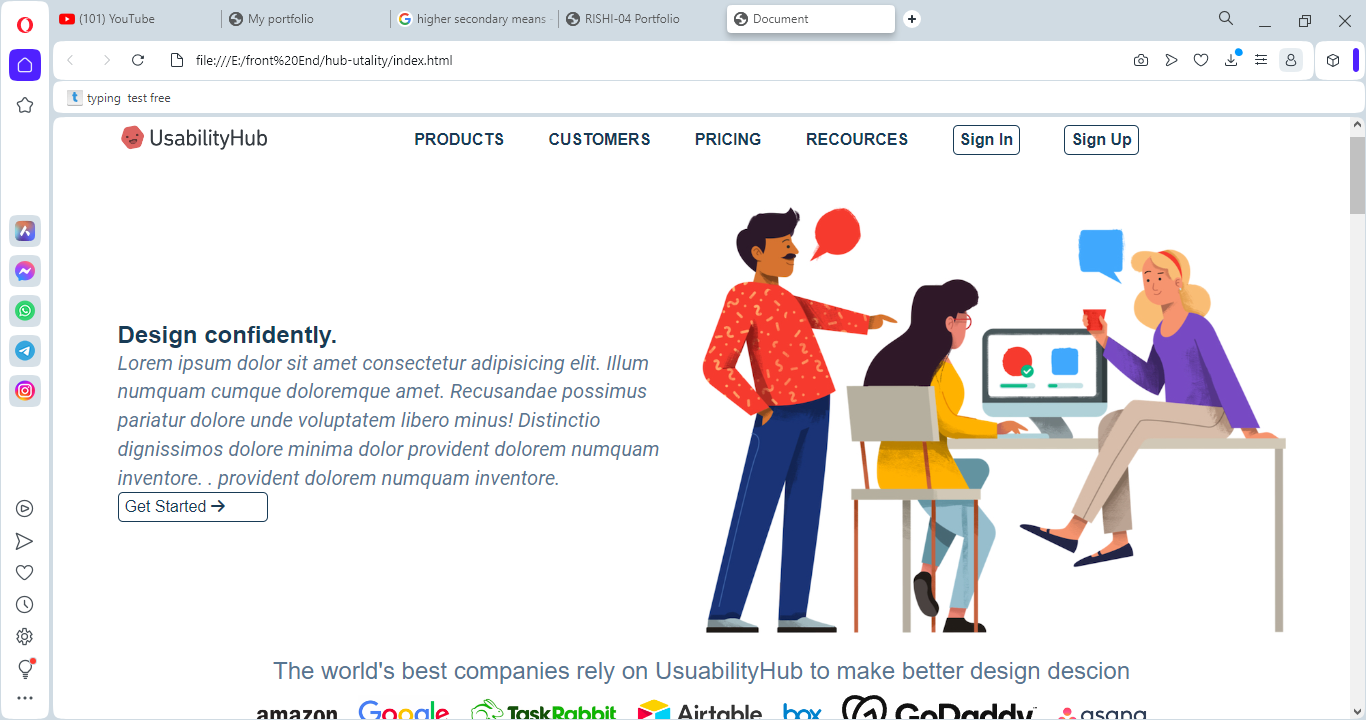 (101) YouTube
My portfolio
higher secondary means -
RISHI-04 Portfolio
Document
file:///E:/front%20End/hub-utality/index.html
typing test free
UsabilityHub
PRODUCTS
CUSTOMERS
PRICING
RECOURCES
Sign In
Sign Up
Design confidently.
Lorem ipsum dolor sit amet consectetur adipisicing elit. Illum
numquam cumque doloremque amet. Recusandae possimus
pariatur dolore unde voluptatem libero minus! Distinctio
dignissimos dolore minima dolor provident dolorem numquam
inventore. . provident dolorem numquam inventore.
Get Started →
The world's best companies rely on UsuabilityHub to make better design descion
amazon
Google
TaskRabbit
Airtable
box
GoDaddy
asana